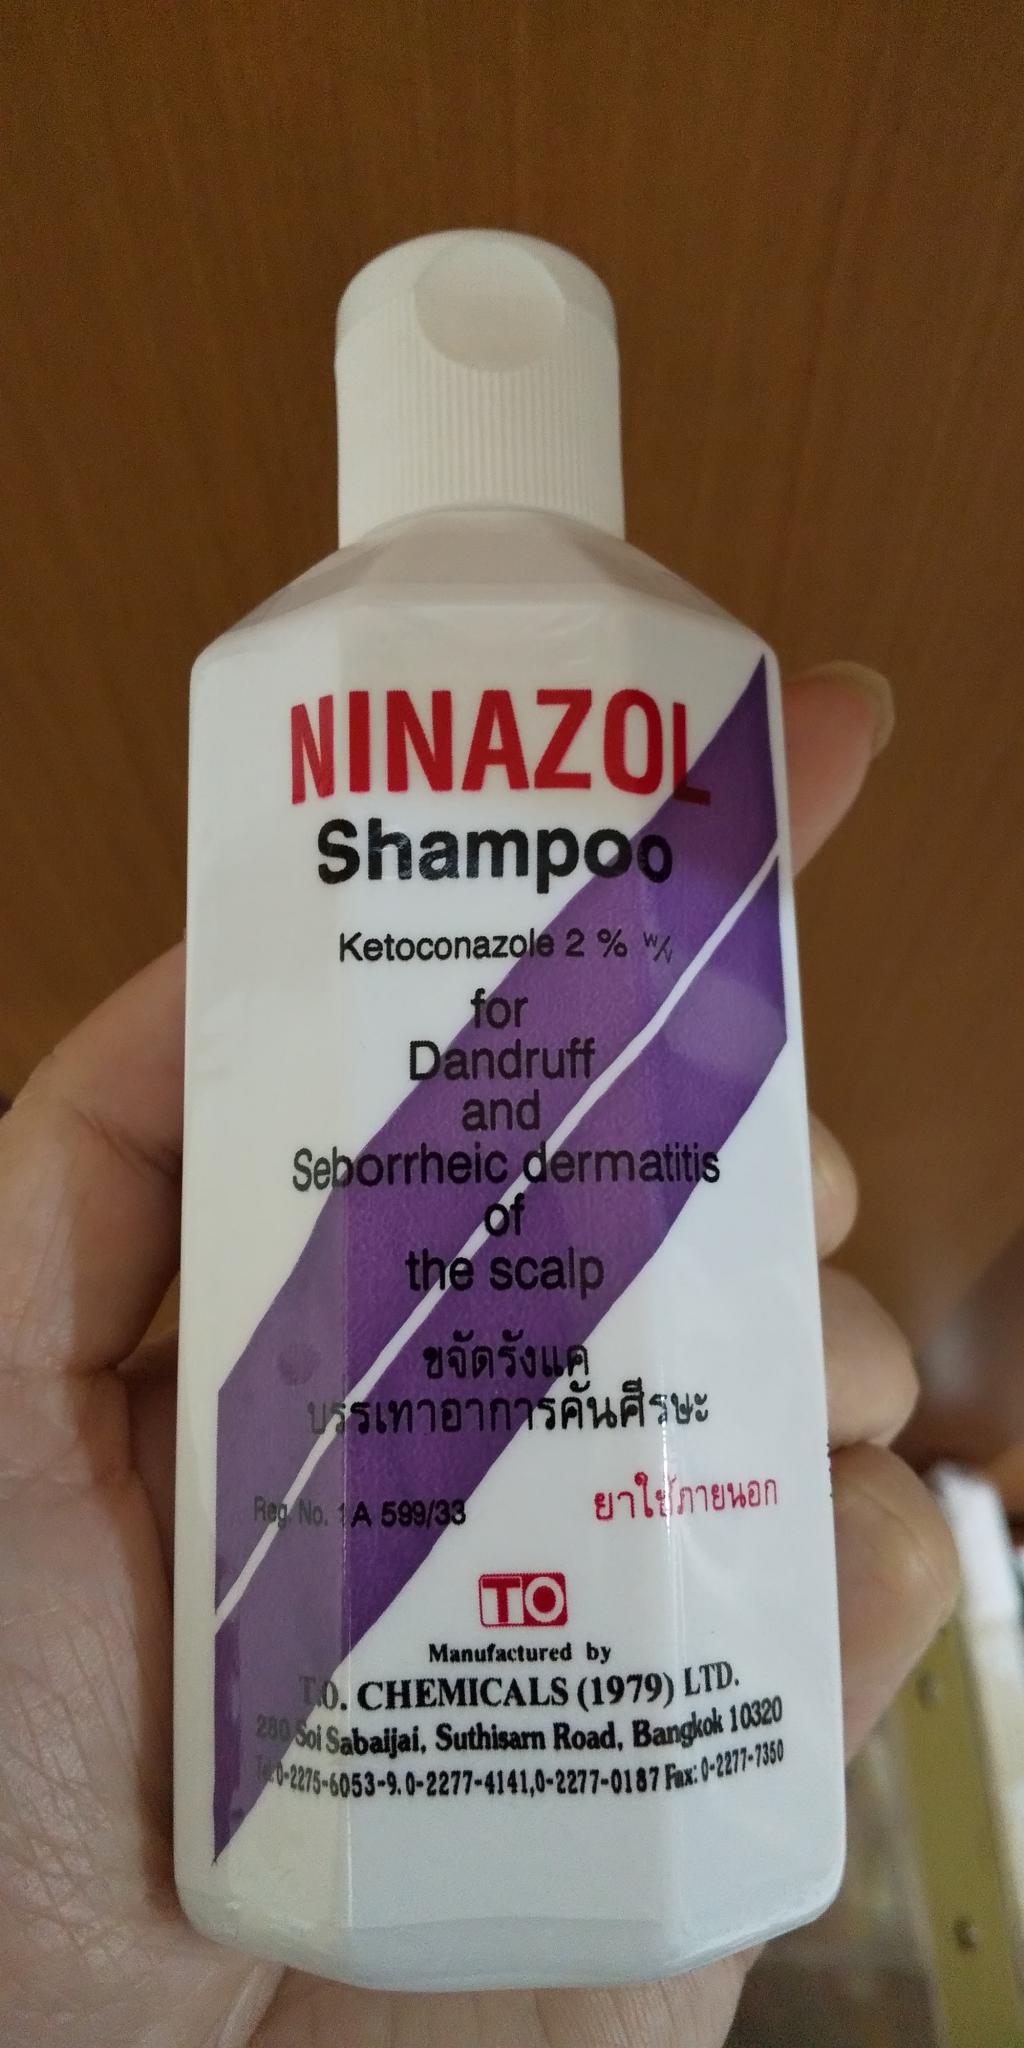 NINAZOL
Shampoo
Ketoconazole 2 % W/V
for
Dandruff
and
Seborrheic dermatitis
of
the scalp
ขจัดรังแค
บรรเทาอาการคันศีรษะ
Reg. No. 1A 599/33
ยาใช้ภายนอก
TO
Manufactured by
T.O. CHEMICALS (1979) LTD.
280 Soi Sabaijai, Suthisarn Road, Bangkok 10320
Tel: 0-2275-6053-9. 0-2277-4141,0-2277-0187 Fax: 0-2277-7350